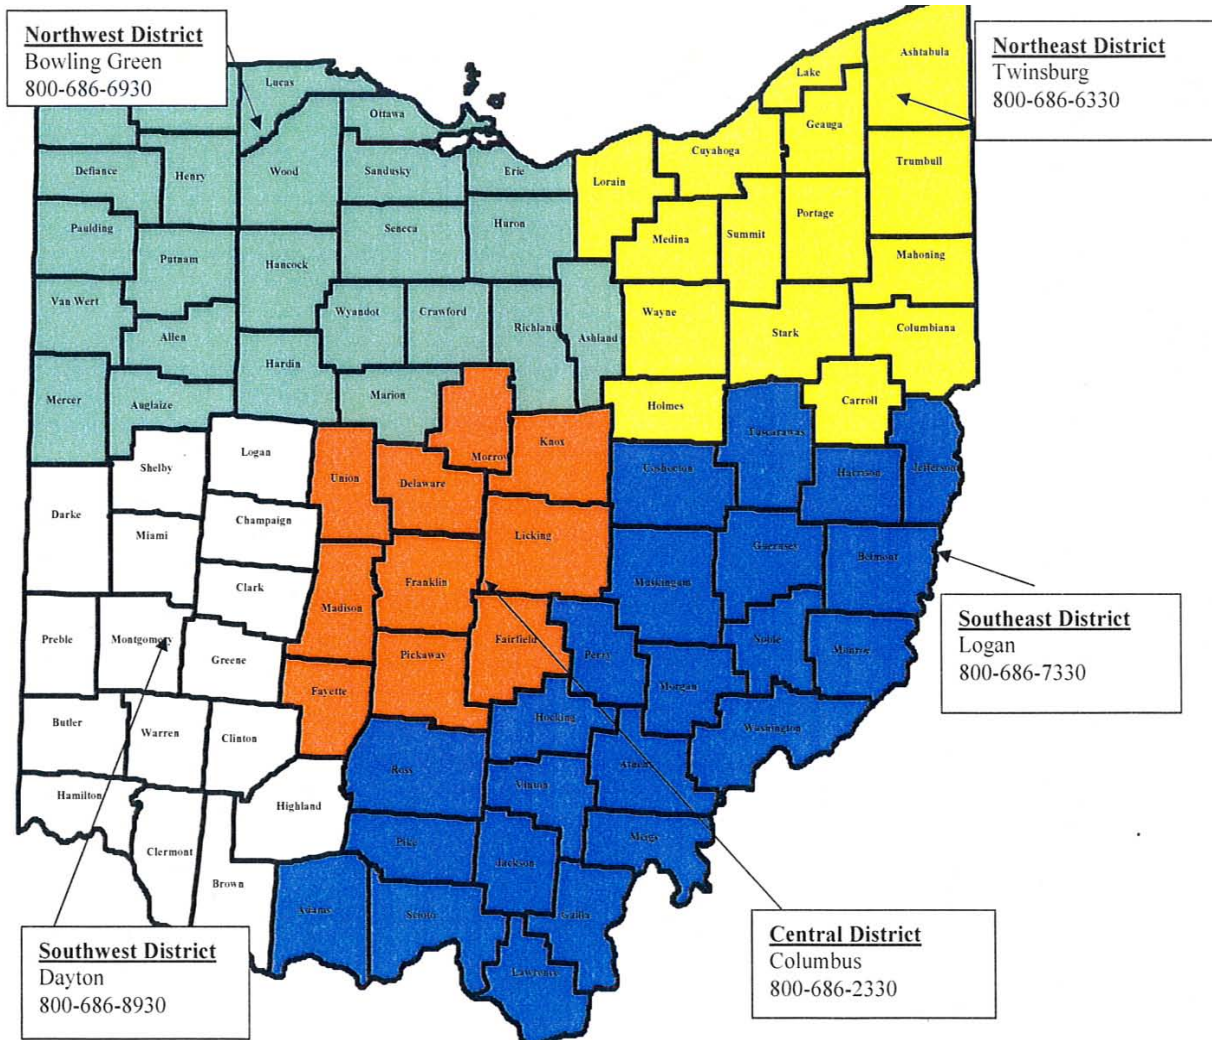 Northwest District
Bowling Green
800-686-6930
Northeast District
Twinsburg
800-686-6330
Ashtabula
Lake
Lucas
Geauga
Ottawa
Cuyahoga
Trumbull
Defiance
Henry
Wood
Sandusky
Erie
Lorain
Portage
Paulding
Seneca
Huron
Medina
Summit
Mahoning
Putnam
Hancock
Van Wert
Wyandot
Crawford
Richland
Ashland
Wayne
Stark
Columbiana
Allen
Hardin
Mercer
Auglaize
Marion
Holmes
Carroll
Tuscarawas
Logan
Knox
Morrow
Shelby
Union
Delaware
Coshocton
Harrison
Jefferson
Darke
Champaign
Miami
Licking
Guernsey
Belmont
Clark
Franklin
Muskingam
Madison
Preble
Montgomery
Greene
Pickaway
Fairfield
Perry
Noble
Monroe
Southeast District
Logan
800-686-7330
Fayette
Morgan
Butler
Warren
Clinton
Hocking
Washington
Ross
Athens
Vinton
Hamilton
Highland
Pike
Meigs
Clermont
Jackson
Brown
Adams
Scioto
Gallia
Lawrence
Southwest District
Dayton
800-686-8930
Central District
Columbus
800-686-2330